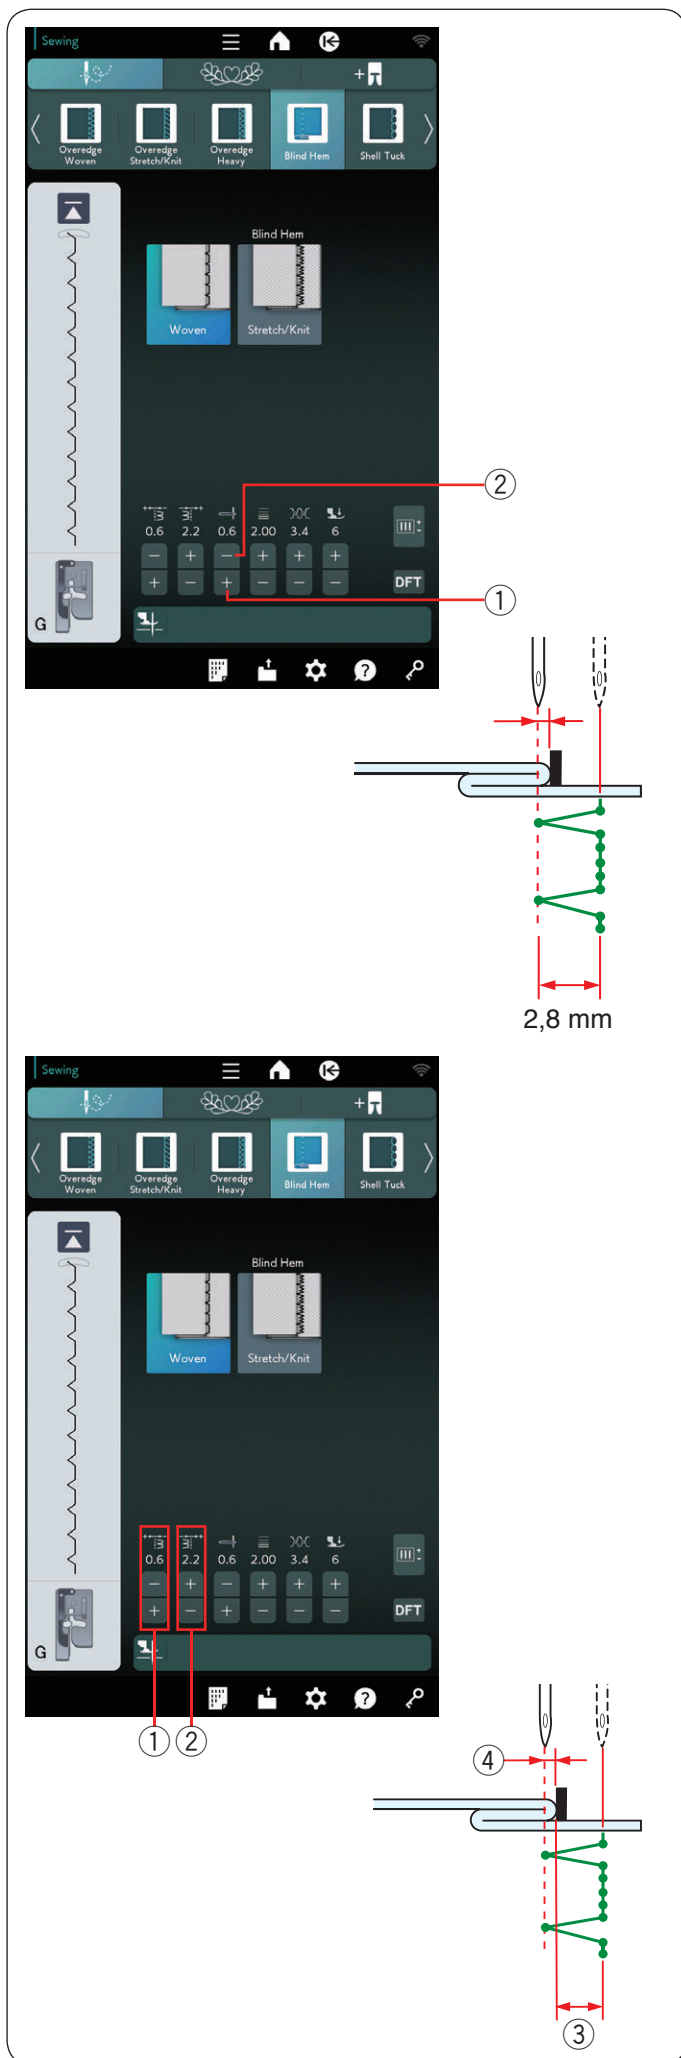 Sewing
Overedge
Woven
Overedge
Stretch/Knit
Overedge
Heavy
Blind Hem
Shell Tuck
Blind Hem
Woven
Stretch/Knit
②
0.6 2.2 0.6 2.00 3.4 6
− + − + + +
+ − + − − −
DFT
①
G
2,8 mm
Sewing
Overedge
Woven
Overedge
Stretch/Knit
Overedge
Heavy
Blind Hem
Shell Tuck
Blind Hem
Woven
Stretch/Knit
0.6 2.2 0.6 2.00 3.4 6
− + − + + +
+ − + − − −
DFT
G
① ②
④
③